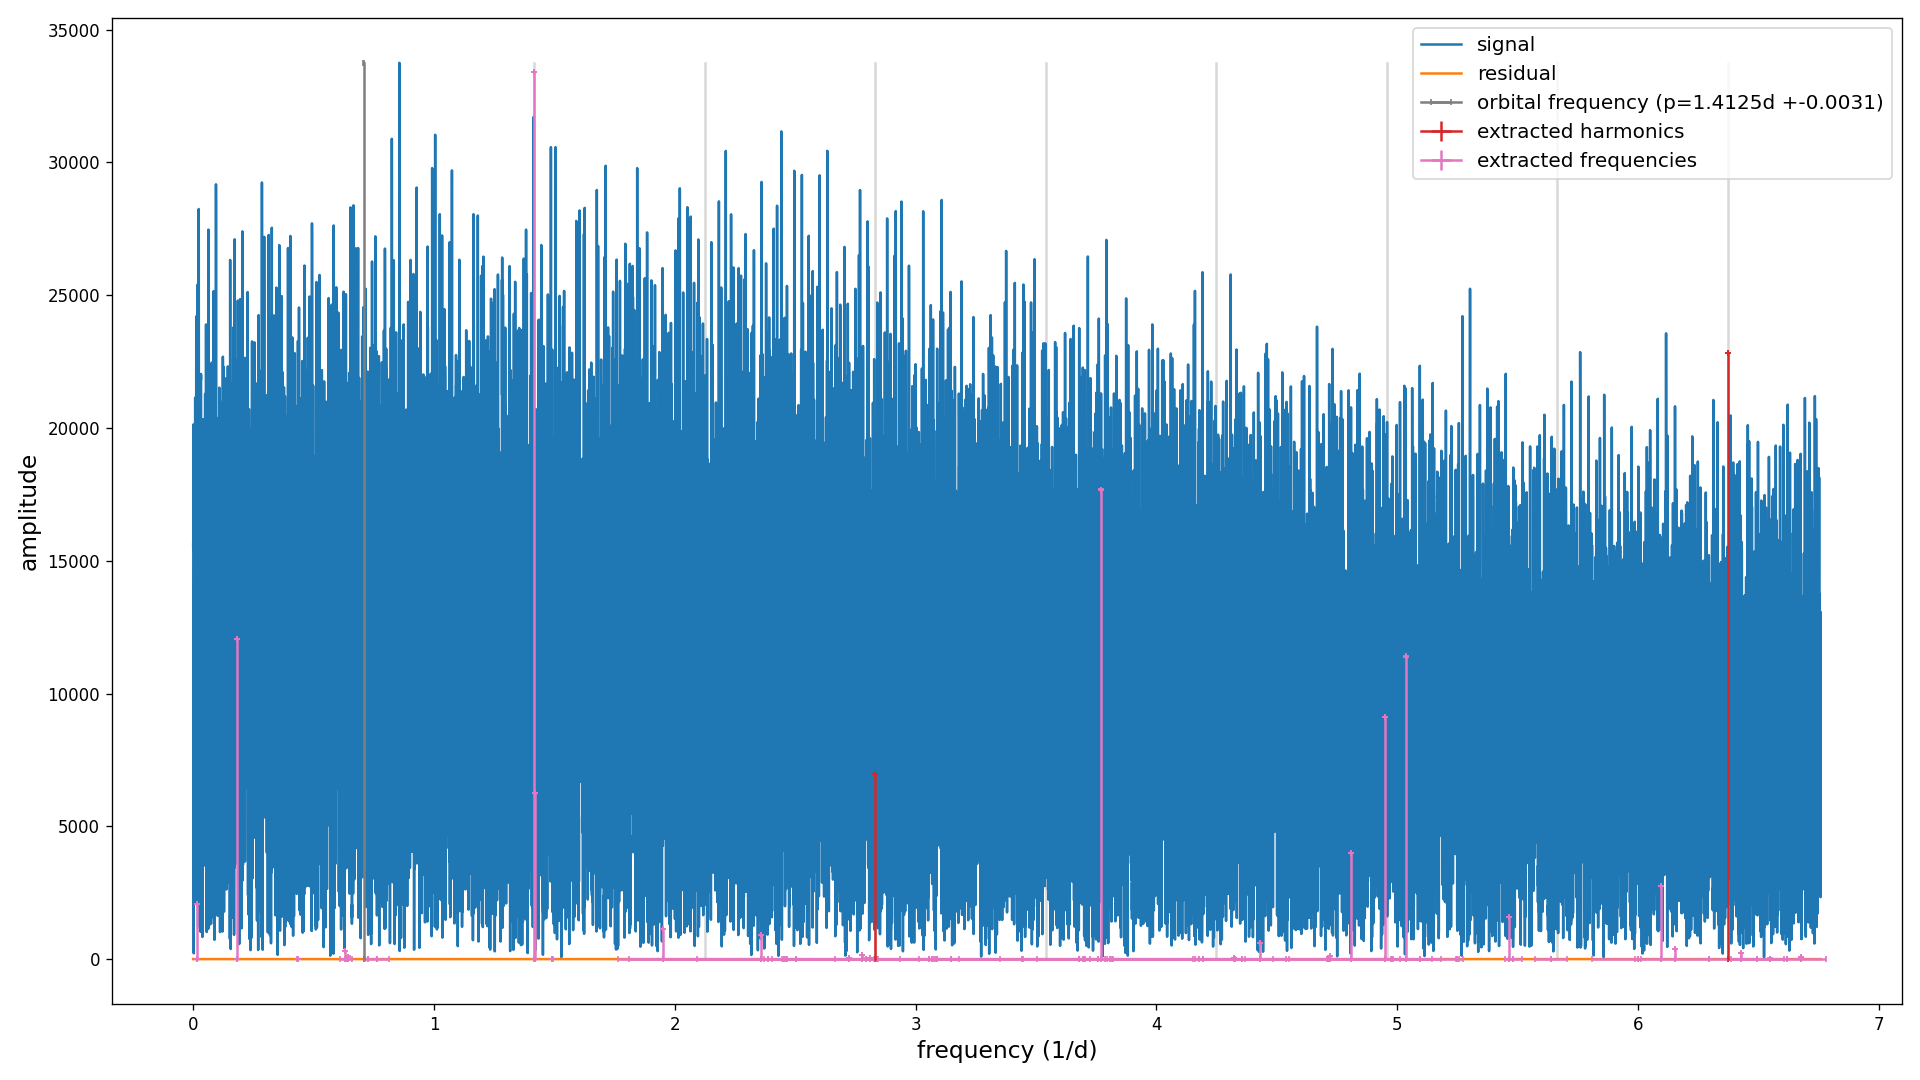 35000
30000
25000
20000
15000
10000
5000
0
amplitude
0 1 2 3 4 5 6 7
frequency (1/d)
signal
residual
orbital frequency (p=1.4125d +-0.0031)
extracted harmonics
extracted frequencies